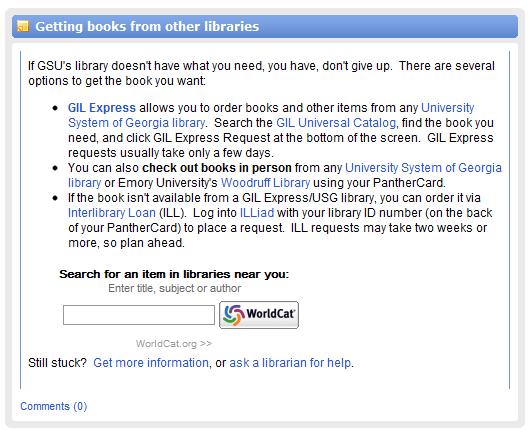 Getting books from other libraries
If GSU's library doesn't have what you need, you have, don't give up. There are several
options to get the book you want:
• GIL Express allows you to order books and other items from any University
System of Georgia library. Search the GIL Universal Catalog, find the book you
need, and click GIL Express Request at the bottom of the screen. GIL Express
requests usually take only a few days.
• You can also check out books in person from any University System of Georgia
library or Emory University's Woodruff Library using your PantherCard.
• If the book isn't available from a GIL Express/USG library, you can order it via
Interlibrary Loan (ILL). Log into ILLiad with your library ID number (on the back
of your PantherCard) to place a request. ILL requests may take two weeks or
more, so plan ahead.
Search for an item in libraries near you:
Enter title, subject or author
WorldCat
WorldCat.org >>
Still stuck? Get more information, or ask a librarian for help.
Comments (0)